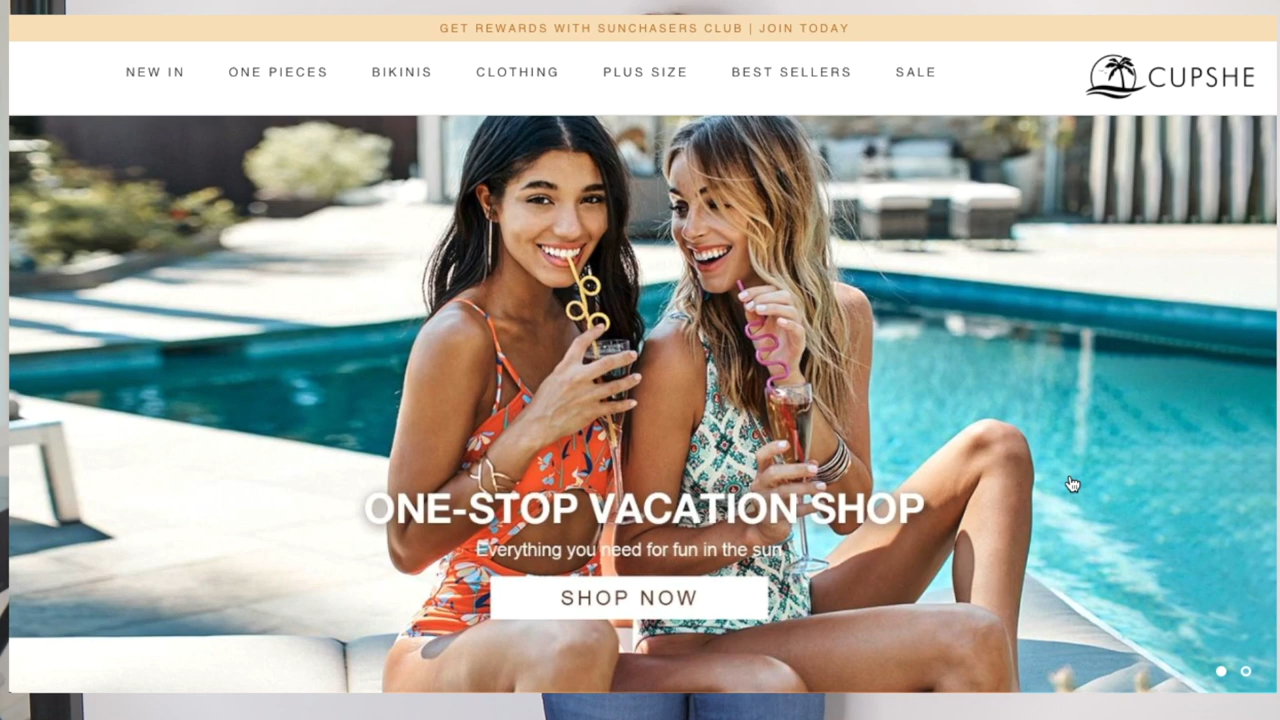 GET REWARDS WITH SUNCHASERS CLUB | JOIN TODAY
NEW IN ONE PIECES BIKINIS CLOTHING PLUS SIZE BEST SELLERS SALE
CUPSHE
ONE-STOP VACATION SHOP
Everything you need for fun in the sun
SHOP NOW